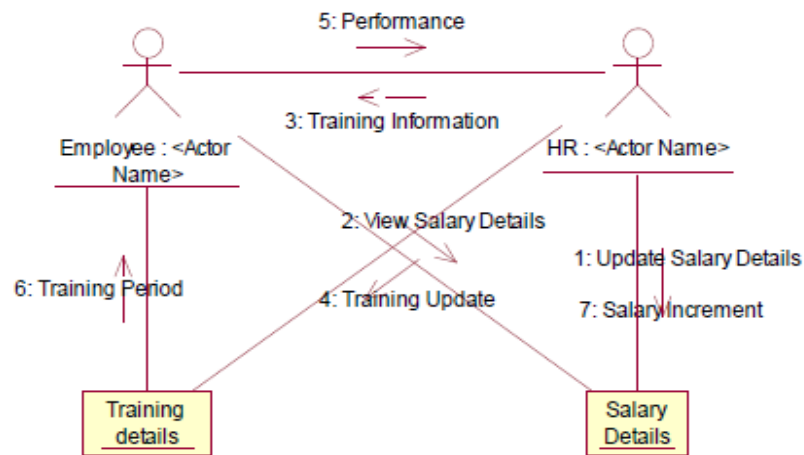 5: Performance
3: Training Information
Employee : <Actor
Name>
HR : <Actor Name>
2: View Salary Details
1: Update Salary Details
6: Training Period
4: Training Update
7: Salary Increment
Training
details
Salary
Details